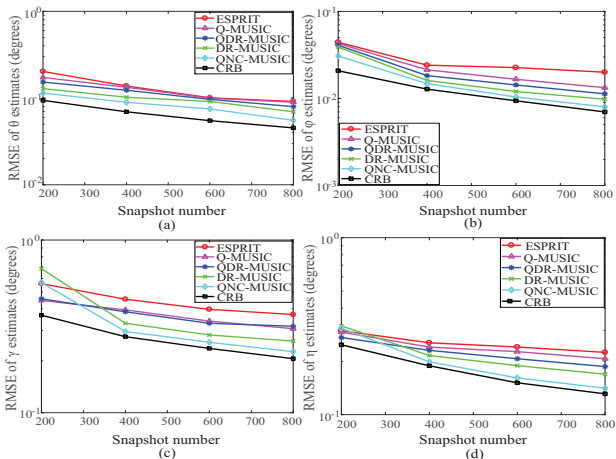 10^0
10^-1
10^-2
RMSE of θ estimates (degrees)
ESPRIT
Q-MUSIC
QDR-MUSIC
DR-MUSIC
QNC-MUSIC
CRB
200 300 400 500 600 700 800
Snapshot number
(a)
10^-1
10^-2
10^-3
RMSE of φ estimates (degrees)
ESPRIT
Q-MUSIC
QDR-MUSIC
DR-MUSIC
QNC-MUSIC
CRB
200 300 400 500 600 700 800
Snapshot number
(b)
10^0
10^-1
RMSE of γ estimates (degrees)
ESPRIT
Q-MUSIC
QDR-MUSIC
DR-MUSIC
QNC-MUSIC
CRB
200 300 400 500 600 700 800
Snapshot number
(c)
10^0
10^-1
RMSE of η estimates (degrees)
ESPRIT
Q-MUSIC
QDR-MUSIC
DR-MUSIC
QNC-MUSIC
CRB
200 300 400 500 600 700 800
Snapshot number
(d)